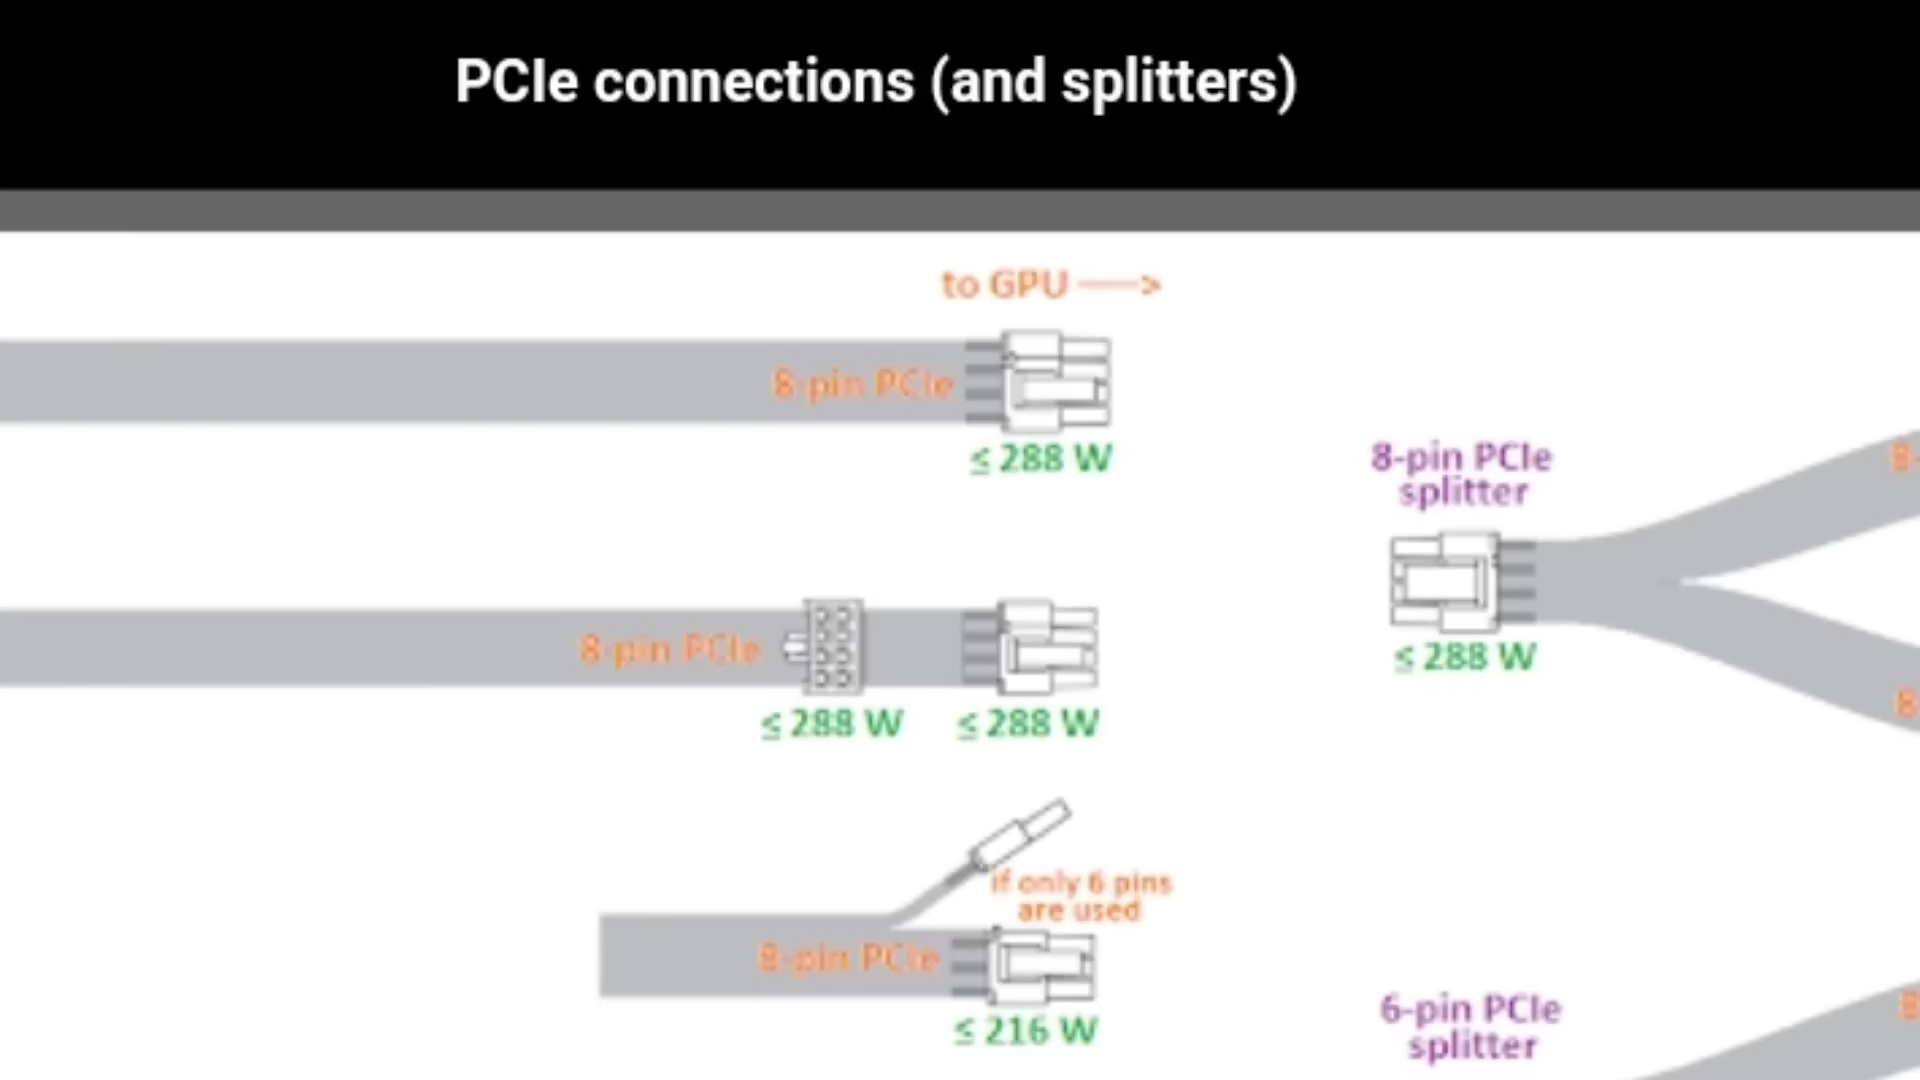 PCIe connections (and splitters)
to GPU
8-pin PCIe
≤ 288 W
8-pin PCIe
splitter
≤ 288 W
8-pin PCIe
≤ 288 W ≤ 288 W
if only 6 pins
are used
8-pin PCIe
≤ 216 W
6-pin PCIe
splitter